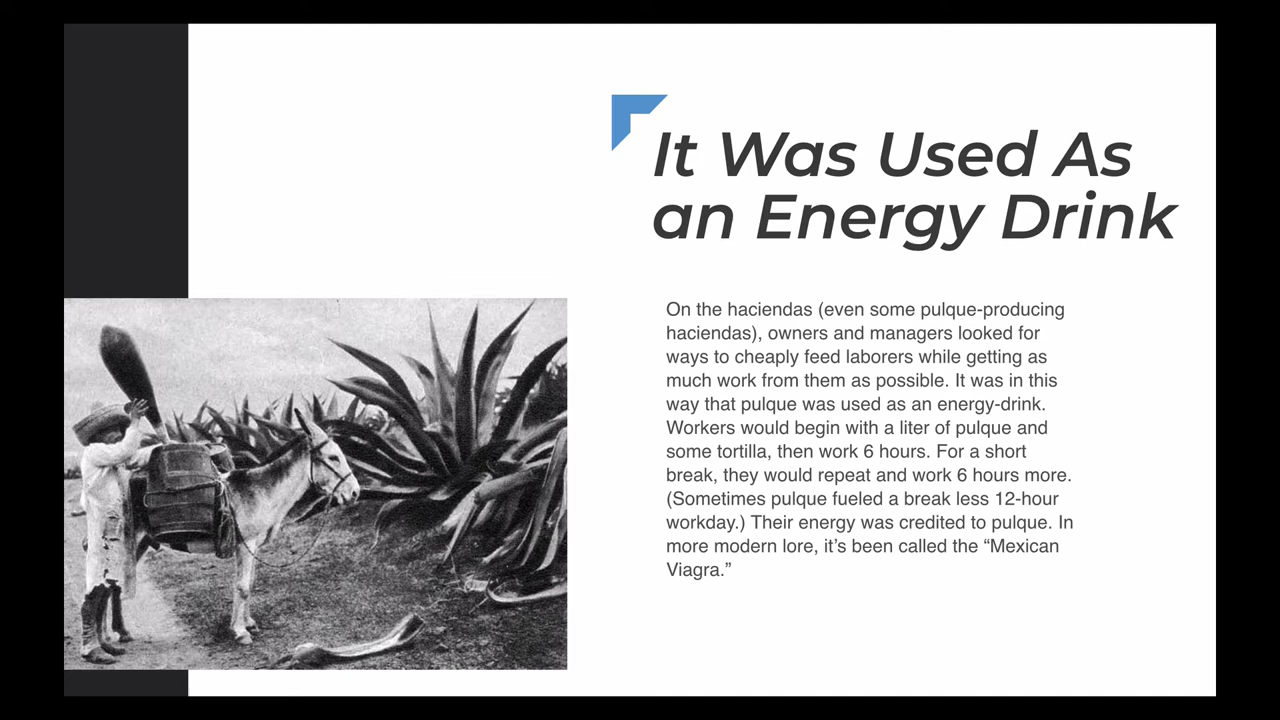 It Was Used As
an Energy Drink
On the haciendas (even some pulque-producing
haciendas), owners and managers looked for
ways to cheaply feed laborers while getting as
much work from them as possible. It was in this
way that pulque was used as an energy-drink.
Workers would begin with a liter of pulque and
some tortilla, then work 6 hours. For a short
break, they would repeat and work 6 hours more.
(Sometimes pulque fueled a break less 12-hour
workday.) Their energy was credited to pulque. In
more modern lore, it’s been called the “Mexican
Viagra.”